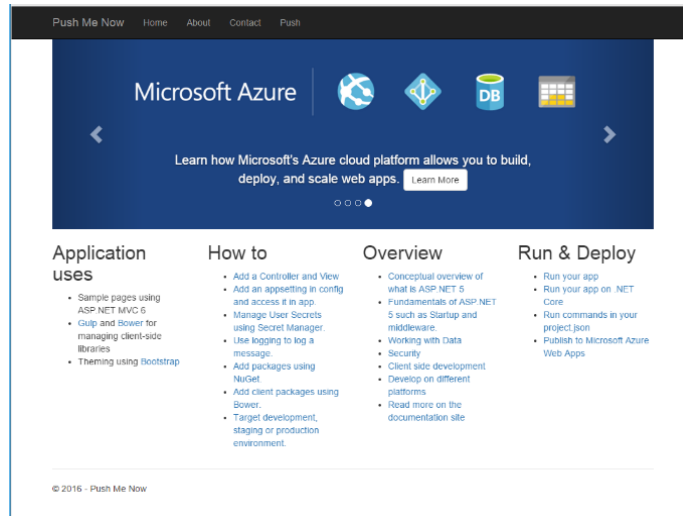 Push Me Now Home About Contact Push
Microsoft Azure
DB
Learn how Microsoft's Azure cloud platform allows you to build,
deploy, and scale web apps. Learn More
Application
uses
Sample pages using
ASP.NET MVC 6
Gulp and Bower for
managing client-side
libraries
Theming using Bootstrap
How to
Add a Controller and View
Add an appsetting in config
and access it in app.
Manage User Secrets
using Secret Manager.
Use logging to log a
message.
Add packages using
NuGet.
Add client packages using
Bower.
Target development,
staging or production
environment.
Overview
Conceptual overview of
what is ASP.NET 5
Fundamentals of ASP.NET
5 such as Startup and
middleware.
Working with Data
Security
Client side development
Develop on different
platforms
Read more on the
documentation site
Run & Deploy
Run your app
Run your app on .NET
Core
Run commands in your
project.json
Publish to Microsoft Azure
Web Apps
© 2016 - Push Me Now